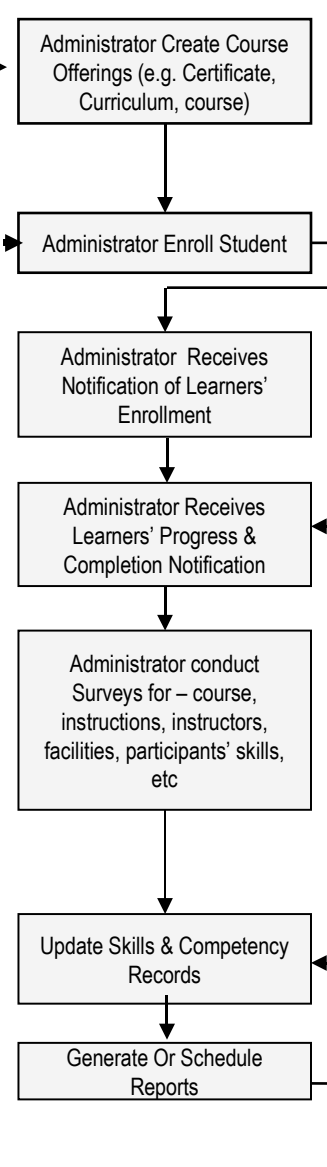 Administrator Create Course
Offerings (e.g. Certificate,
Curriculum, course)
Administrator Enroll Student
Administrator Receives
Notification of Learners’
Enrollment
Administrator Receives
Learners’ Progress &
Completion Notification
Administrator conduct
Surveys for – course,
instructions, instructors,
facilities, participants’ skills,
etc
Update Skills & Competency
Records
Generate Or Schedule
Reports